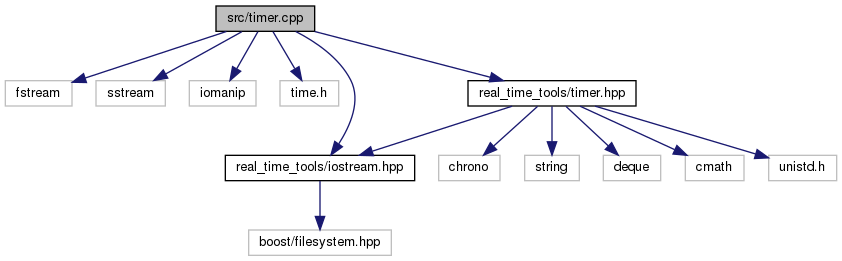 src/timer.cpp
fstream
sstream
iomanip
time.h
real_time_tools/timer.hpp
real_time_tools/iostream.hpp
chrono
string
deque
cmath
unistd.h
boost/filesystem.hpp